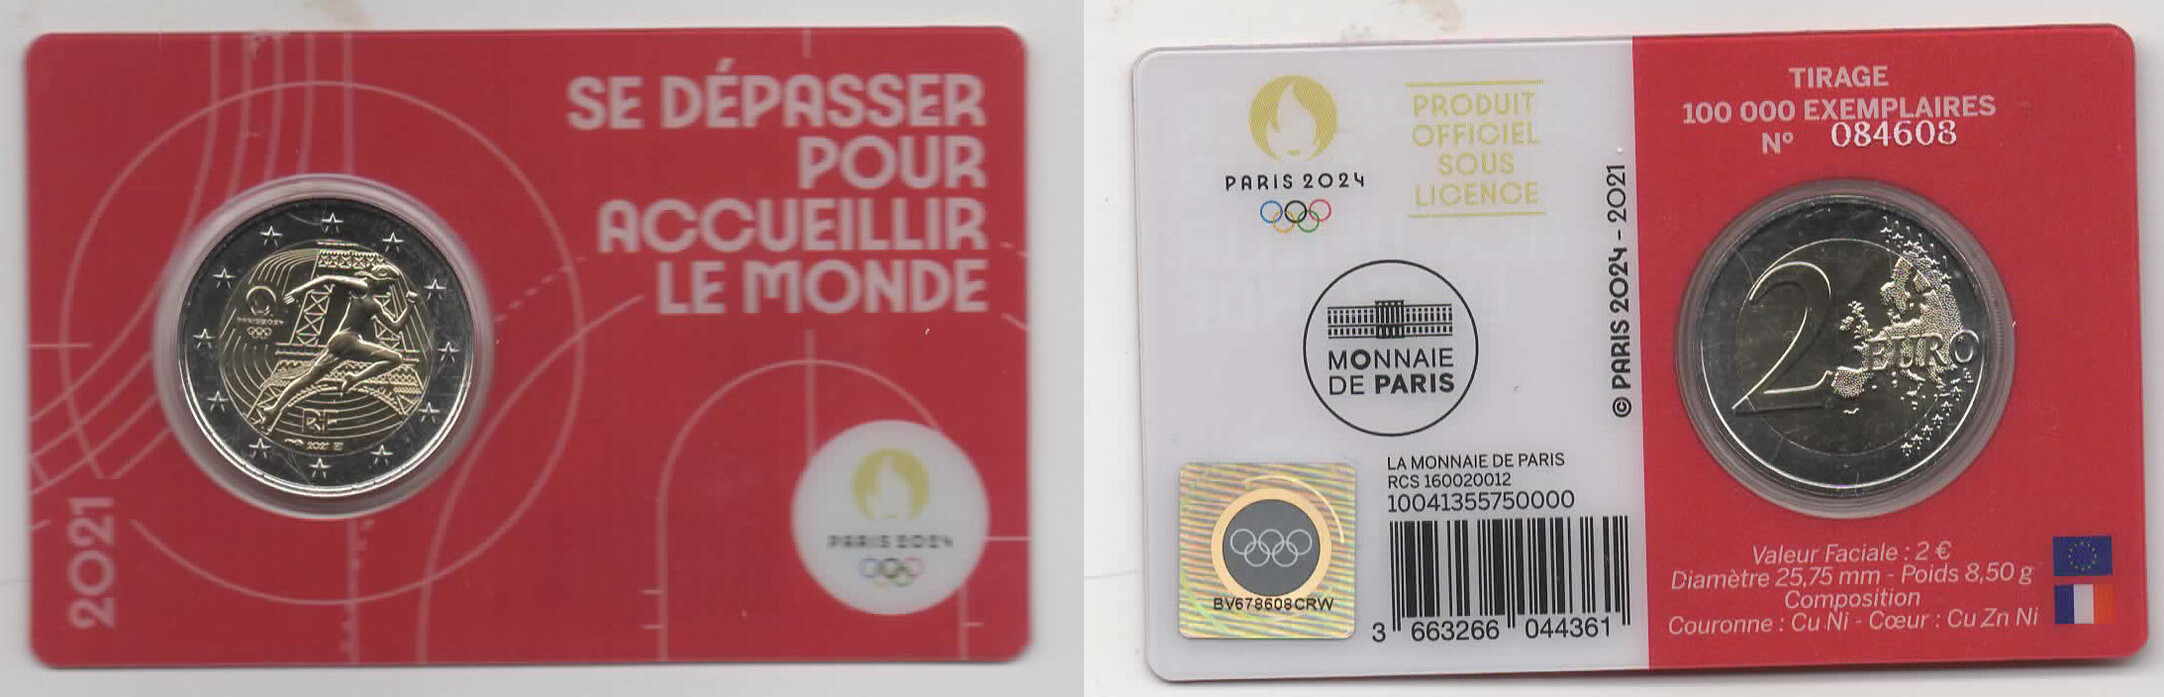 SE DÉPASSER
POUR
ACCUEILLIR
LE MONDE
PARIS2024
RF
2021
2021
PARIS 2024
PARIS 2024
PRODUIT
OFFICIEL
SOUS
LICENCE
MONNAIE
DE PARIS
© PARIS 2024 - 2021
LA MONNAIE DE PARIS
RCS 160020012
10041355750000
BV678608CRW
3 663266 044361
TIRAGE
100 000 EXEMPLAIRES
N° 084608
2 EURO
Valeur Faciale : 2 €
Diamètre 25,75 mm - Poids 8,50 g
Composition
Couronne : Cu Ni - Cœur : Cu Zn Ni